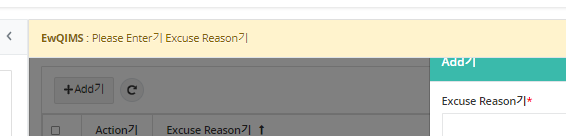 EwQIMS : Please Enter기 Excuse Reason기
Add기
+Add기
Excuse Reason기*
Action기 Excuse Reason기 ↑